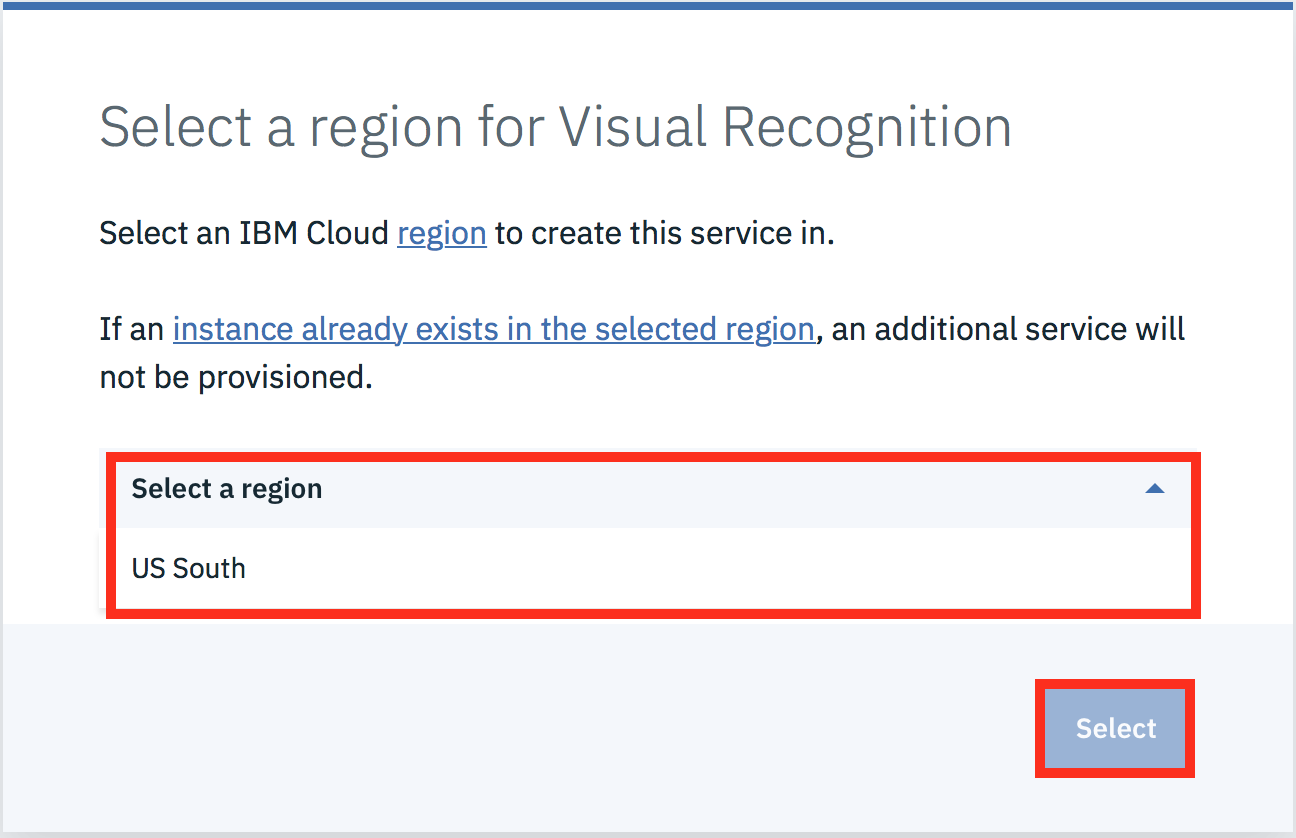 Select a region for Visual Recognition
Select an IBM Cloud region to create this service in.
If an instance already exists in the selected region, an additional service will
not be provisioned.
Select a region
US South
Select